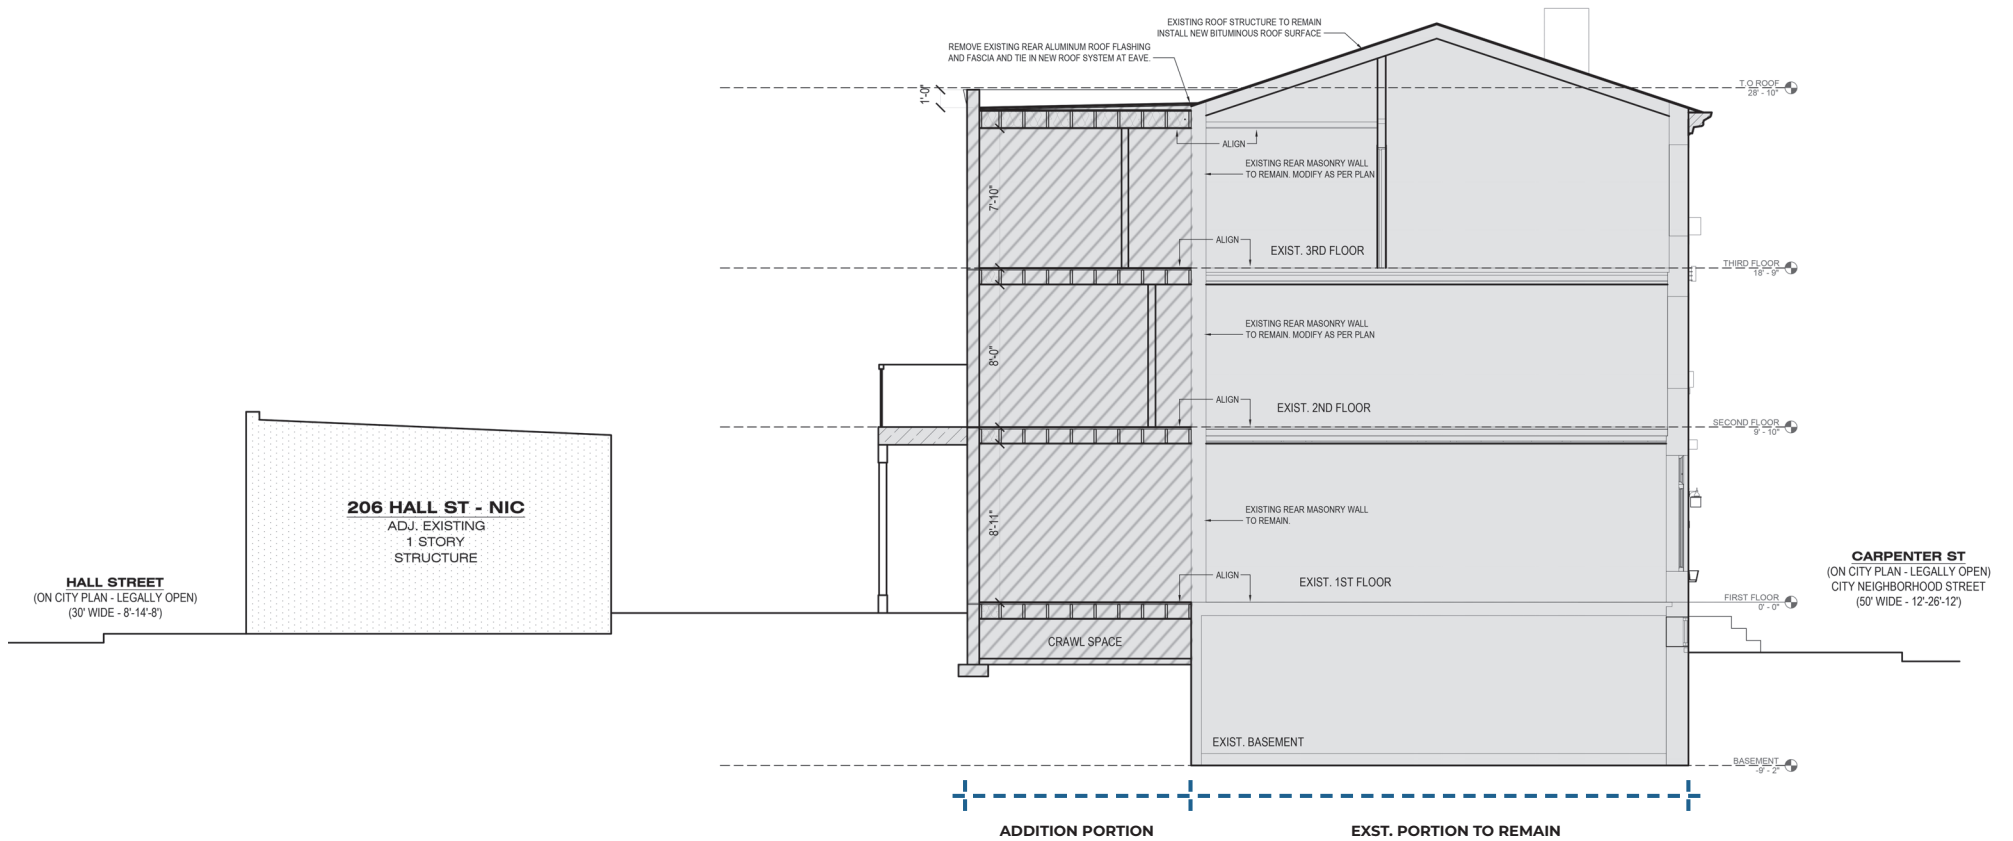 EXISTING ROOF STRUCTURE TO REMAIN
INSTALL NEW BITUMINOUS ROOF SURFACE
REMOVE EXISTING REAR ALUMINUM ROOF FLASHING
AND FASCIA AND TIE IN NEW ROOF SYSTEM AT EAVE.
T.O ROOF
28' - 10"
1'-0"
ALIGN
EXISTING REAR MASONRY WALL
TO REMAIN. MODIFY AS PER PLAN
7'-10"
ALIGN
EXIST. 3RD FLOOR
THIRD FLOOR
18' - 9"
EXISTING REAR MASONRY WALL
TO REMAIN. MODIFY AS PER PLAN
8'-0"
ALIGN
EXIST. 2ND FLOOR
SECOND FLOOR
9' - 10"
206 HALL ST - NIC
ADJ. EXISTING
1 STORY
STRUCTURE
EXISTING REAR MASONRY WALL
TO REMAIN.
8'-11"
HALL STREET
(ON CITY PLAN - LEGALLY OPEN)
(30' WIDE - 8'-14'-8')
ALIGN
EXIST. 1ST FLOOR
FIRST FLOOR
0' - 0"
CARPENTER ST
(ON CITY PLAN - LEGALLY OPEN)
CITY NEIGHBORHOOD STREET
(50' WIDE - 12'-26'-12')
CRAWL SPACE
EXIST. BASEMENT
BASEMENT
-9' - 2"
ADDITION PORTION
EXST. PORTION TO REMAIN